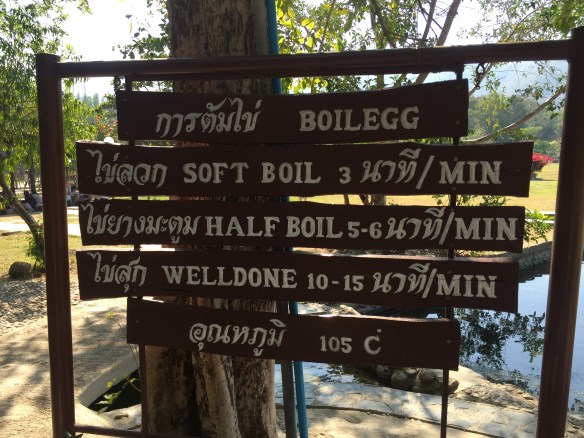 การต้มไข่ BOILEGG
ไข่ลวก SOFT BOIL 3 นาที/MIN
ไข่ยางมะตูม HALF BOIL 5-6 นาที/MIN
ไข่สุก WELLDONE 10-15 นาที/MIN
อุณหภูมิ 105 C